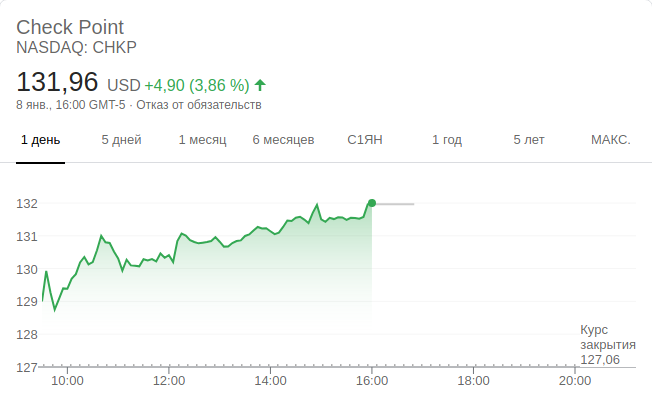 Check Point
NASDAQ: CHKP
131,96 USD +4,90 (3,86 %)
8 янв., 16:00 GMT-5 · Отказ от обязательств
1 день 5 дней 1 месяц 6 месяцев С1ЯН 1 год 5 лет МАКС.
132
131
130
129
128
Курс
закрытия
127,06
127
10:00 12:00 14:00 16:00 18:00 20:00